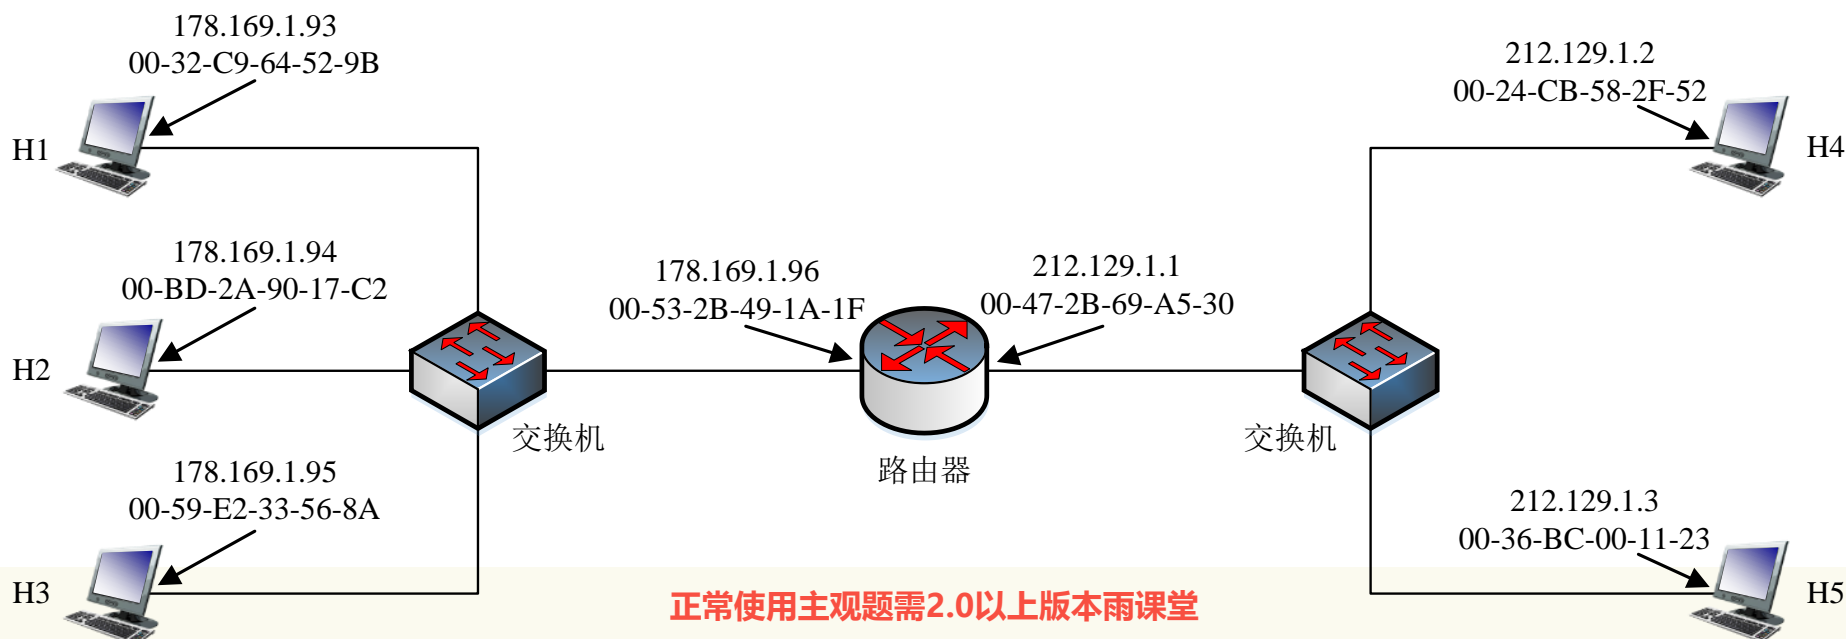 178.169.1.93
00-32-C9-64-52-9B
H1
212.129.1.2
00-24-CB-58-2F-52
H4
178.169.1.94
00-BD-2A-90-17-C2
H2
178.169.1.96
00-53-2B-49-1A-1F
212.129.1.1
00-47-2B-69-A5-30
交换机
路由器
交换机
178.169.1.95
00-59-E2-33-56-8A
H3
212.129.1.3
00-36-BC-00-11-23
H5
正常使用主观题需2.0以上版本雨课堂